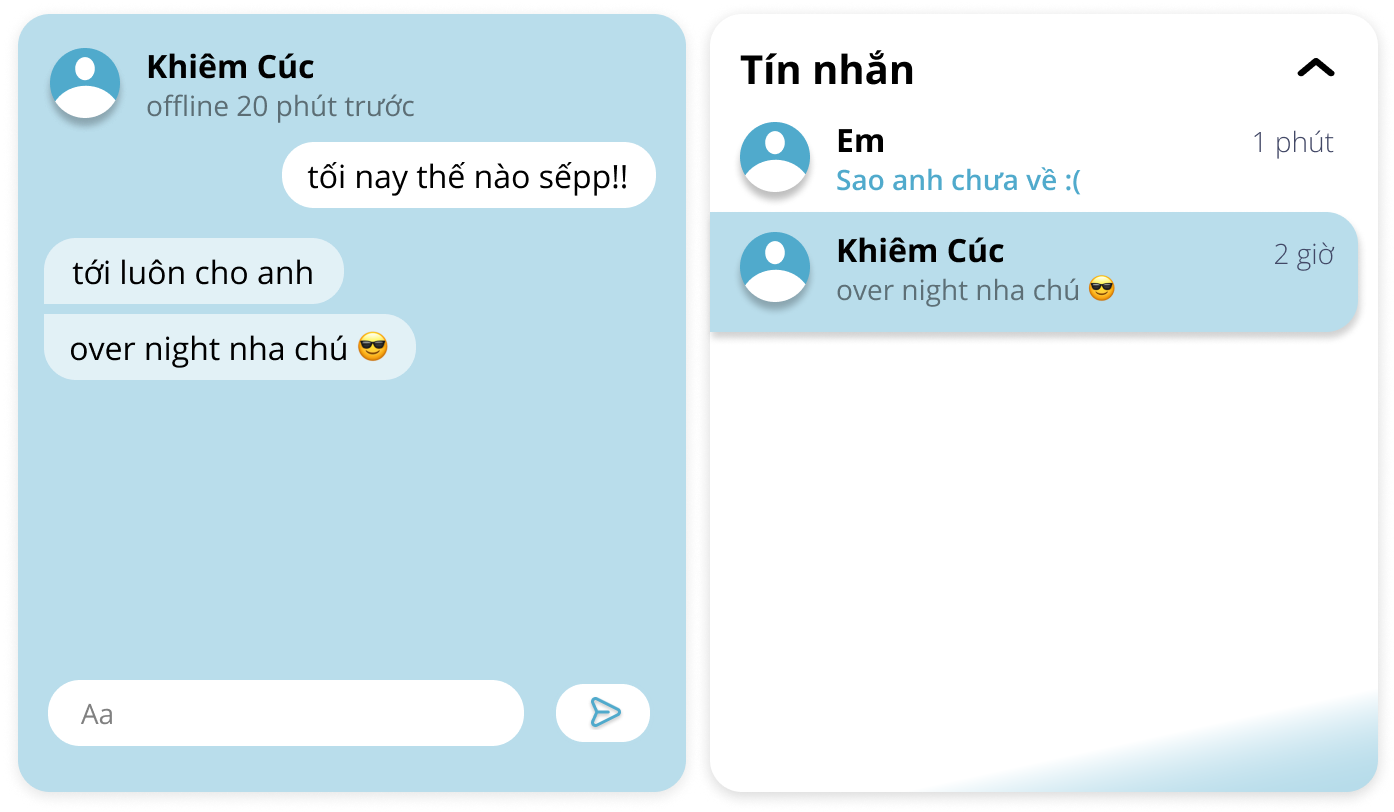 Khiêm Cúc
offline 20 phút trước
tối nay thế nào sếpp!!
tới luôn cho anh
over night nha chú 😎
Aa
Tín nhắn
Em
1 phút
Sao anh chưa về :(
Khiêm Cúc
2 giờ
over night nha chú 😎